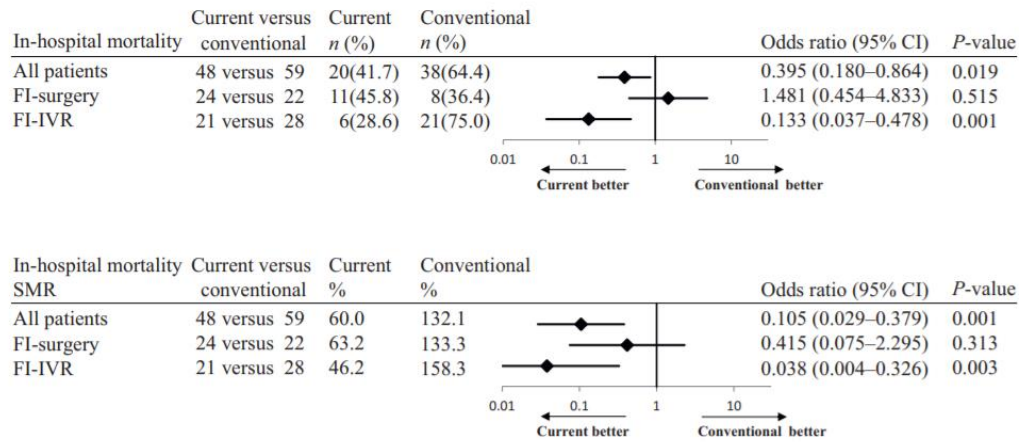 Current versus Current Conventional
In-hospital mortality conventional n (%) n (%) Odds ratio (95% CI) P-value
All patients 48 versus 59 20(41.7) 38(64.4) 0.395 (0.180–0.864) 0.019
FI-surgery 24 versus 22 11(45.8) 8(36.4) 1.481 (0.454–4.833) 0.515
FI-IVR 21 versus 28 6(28.6) 21(75.0) 0.133 (0.037–0.478) 0.001
0.01 0.1 1 10
Current better Conventional better
In-hospital mortality Current versus Current Conventional
SMR conventional % % Odds ratio (95% CI) P-value
All patients 48 versus 59 60.0 132.1 0.105 (0.029–0.379) 0.001
FI-surgery 24 versus 22 63.2 133.3 0.415 (0.075–2.295) 0.313
FI-IVR 21 versus 28 46.2 158.3 0.038 (0.004–0.326) 0.003
0.01 0.1 1 10
Current better Conventional better